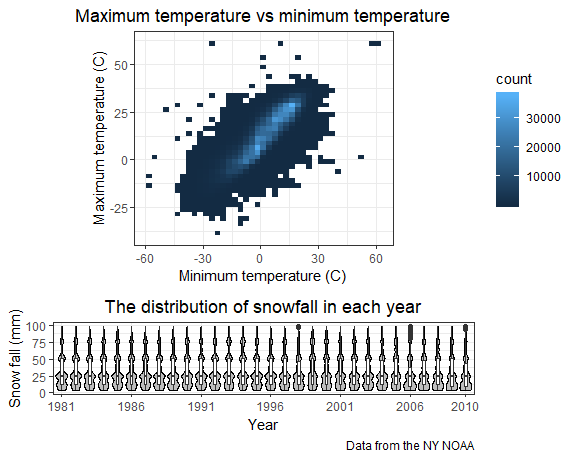 Maximum temperature vs minimum temperature
Maximum temperature (C)
50
25
0
-25
-60 -30 0 30 60
Minimum temperature (C)
count
30000
20000
10000
The distribution of snowfall in each year
Snow fall (mm)
100
75
50
25
0
1981 1986 1991 1996 2001 2006 2010
Year
Data from the NY NOAA